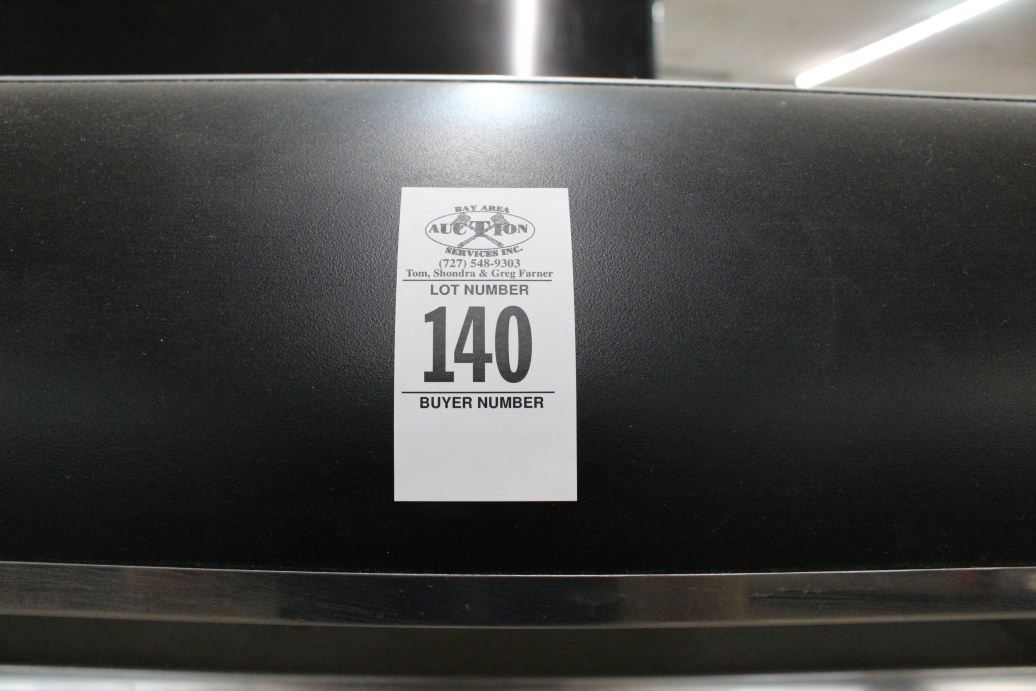 BAY AREA
AUCTION
SERVICES INC.
(727) 548-9303
Tom, Shondra & Greg Farner
LOT NUMBER
140
BUYER NUMBER